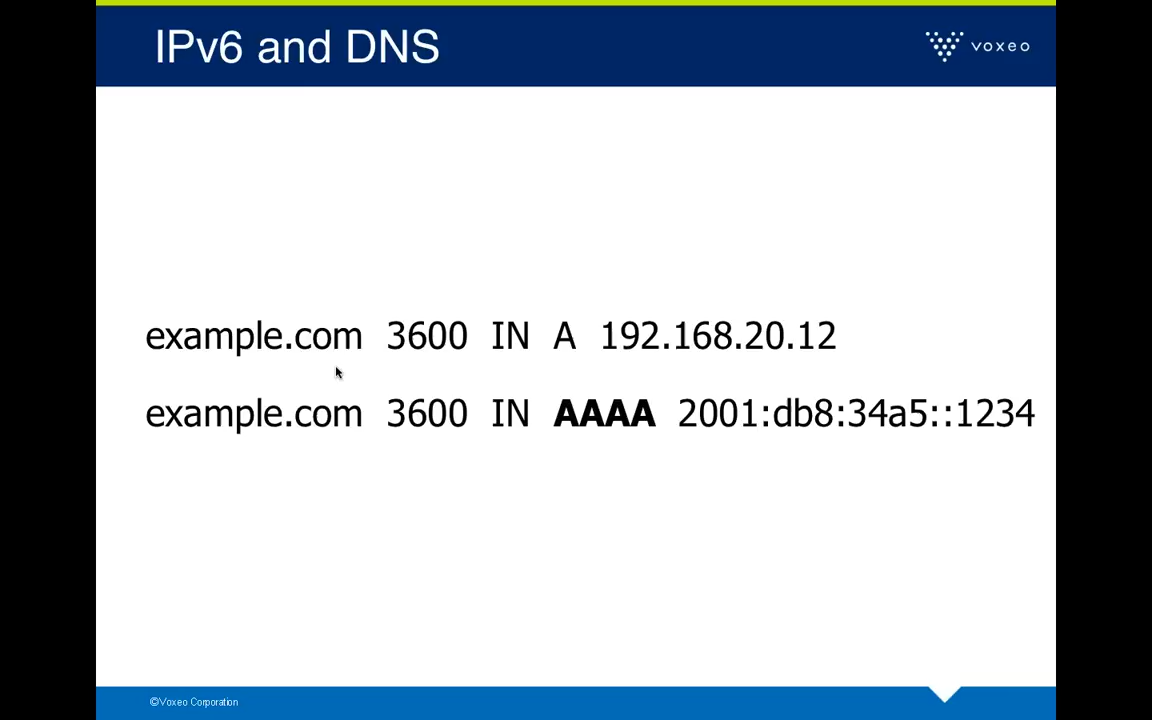 IPv6 and DNS
voxeo
example.com 3600 IN A 192.168.20.12
example.com 3600 IN AAAA 2001:db8:34a5::1234
©Voxeo Corporation